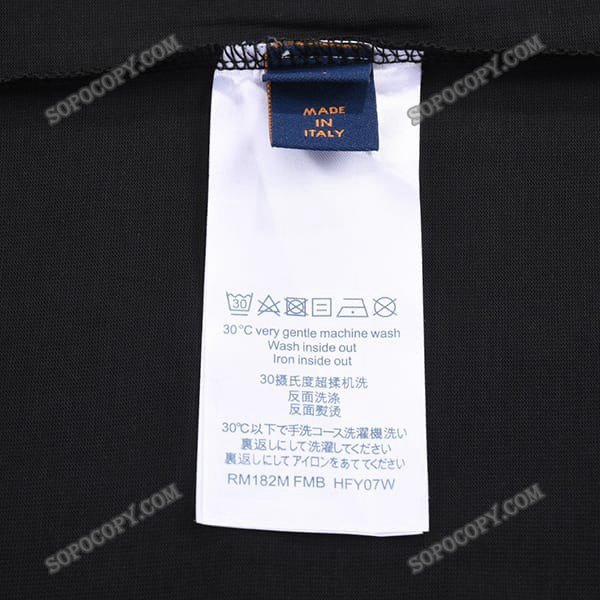 SOPOCOPY.COM
SOPOCOPY.COM
MADE
IN
ITALY
30
30°C very gentle machine wash
Wash inside out
Iron inside out
30摄氏度超揉机洗
反面洗涤
反面熨烫
30℃以下で手洗コース洗濯機洗い
裏返しにして洗濯してください
裏返しにしてアイロンをあててください
RM182M FMB HFY07W
SOPOCOPY.COM
SOPOCOPY.COM